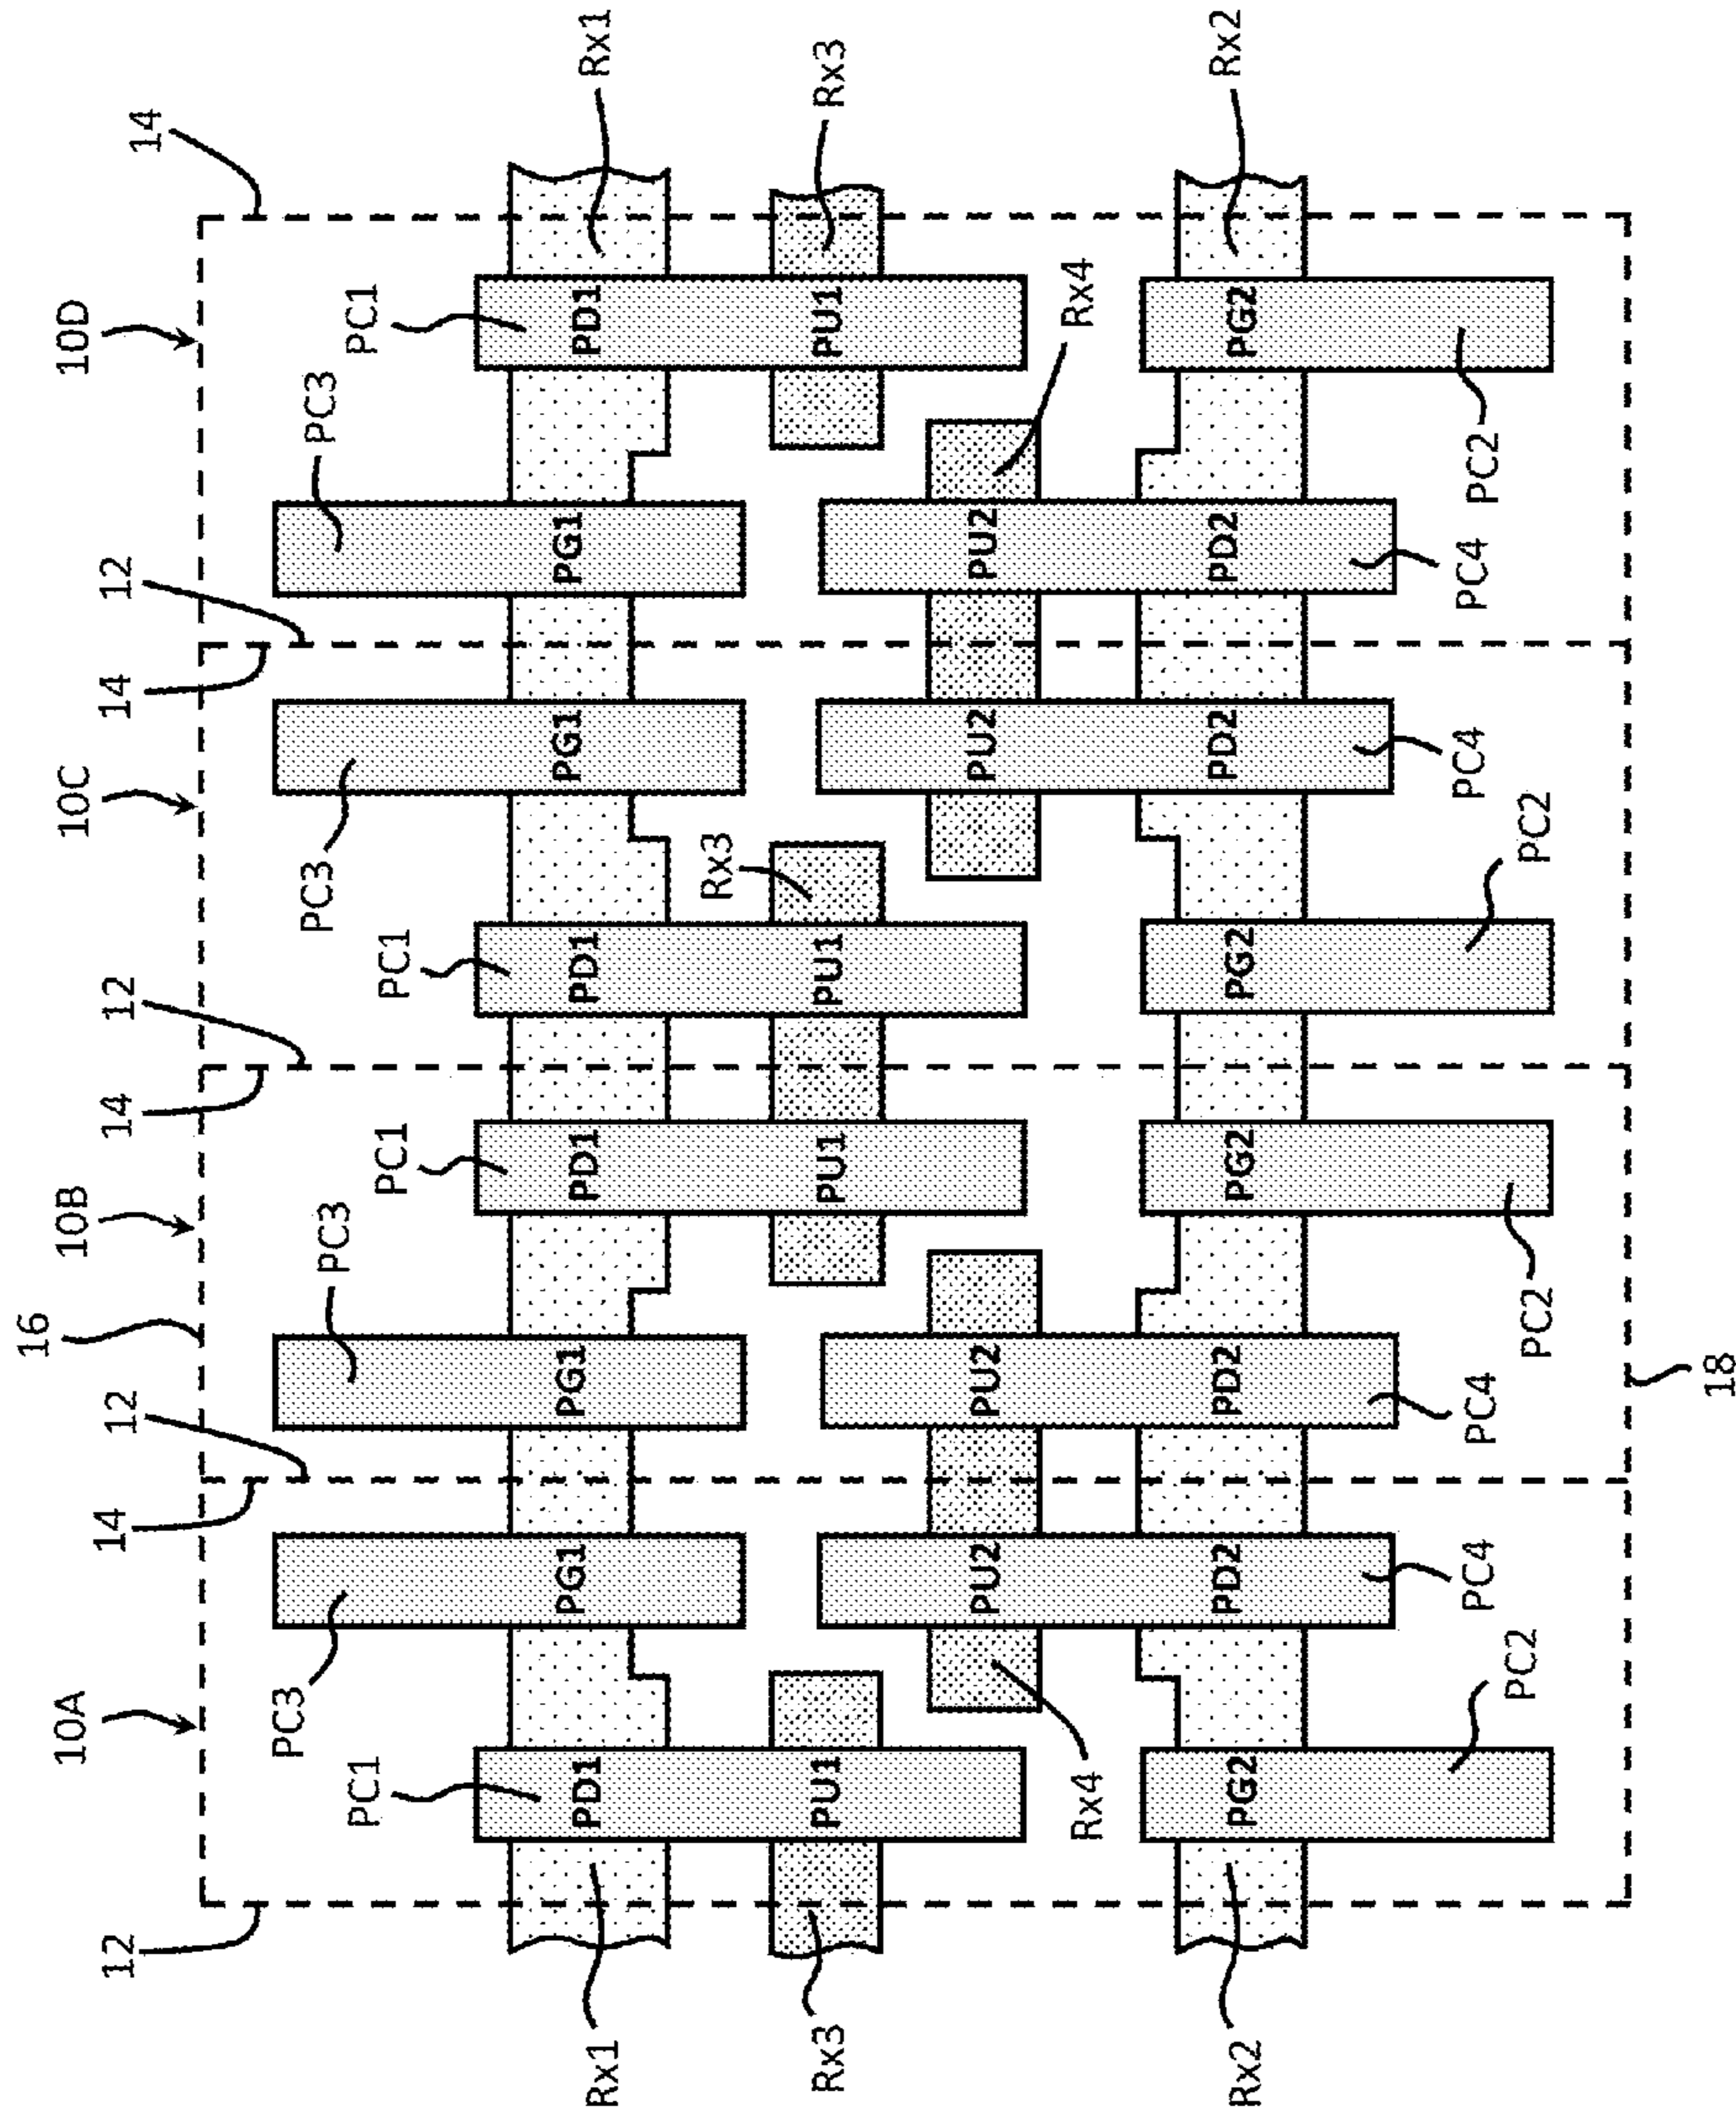 16
10A 10B 10C 10D
12 14 12 14 12 14 12 14
PC3 PC3 PC3 PC3
PC1 PC1 PC1 PC1
Rx1 PD1 PG1 PG1 PD1 PD1 PG1 PG1 PD1 Rx1
Rx3
Rx3 PU1 PU1 PU1 PU1 Rx3
PU2 PU2 PU2 PU2
Rx4 Rx4
Rx2 PG2 PD2 PD2 PG2 PG2 PD2 PD2 PG2 Rx2
PC4 PC4 PC4 PC4
PC2 PC2 PC2 PC2
18